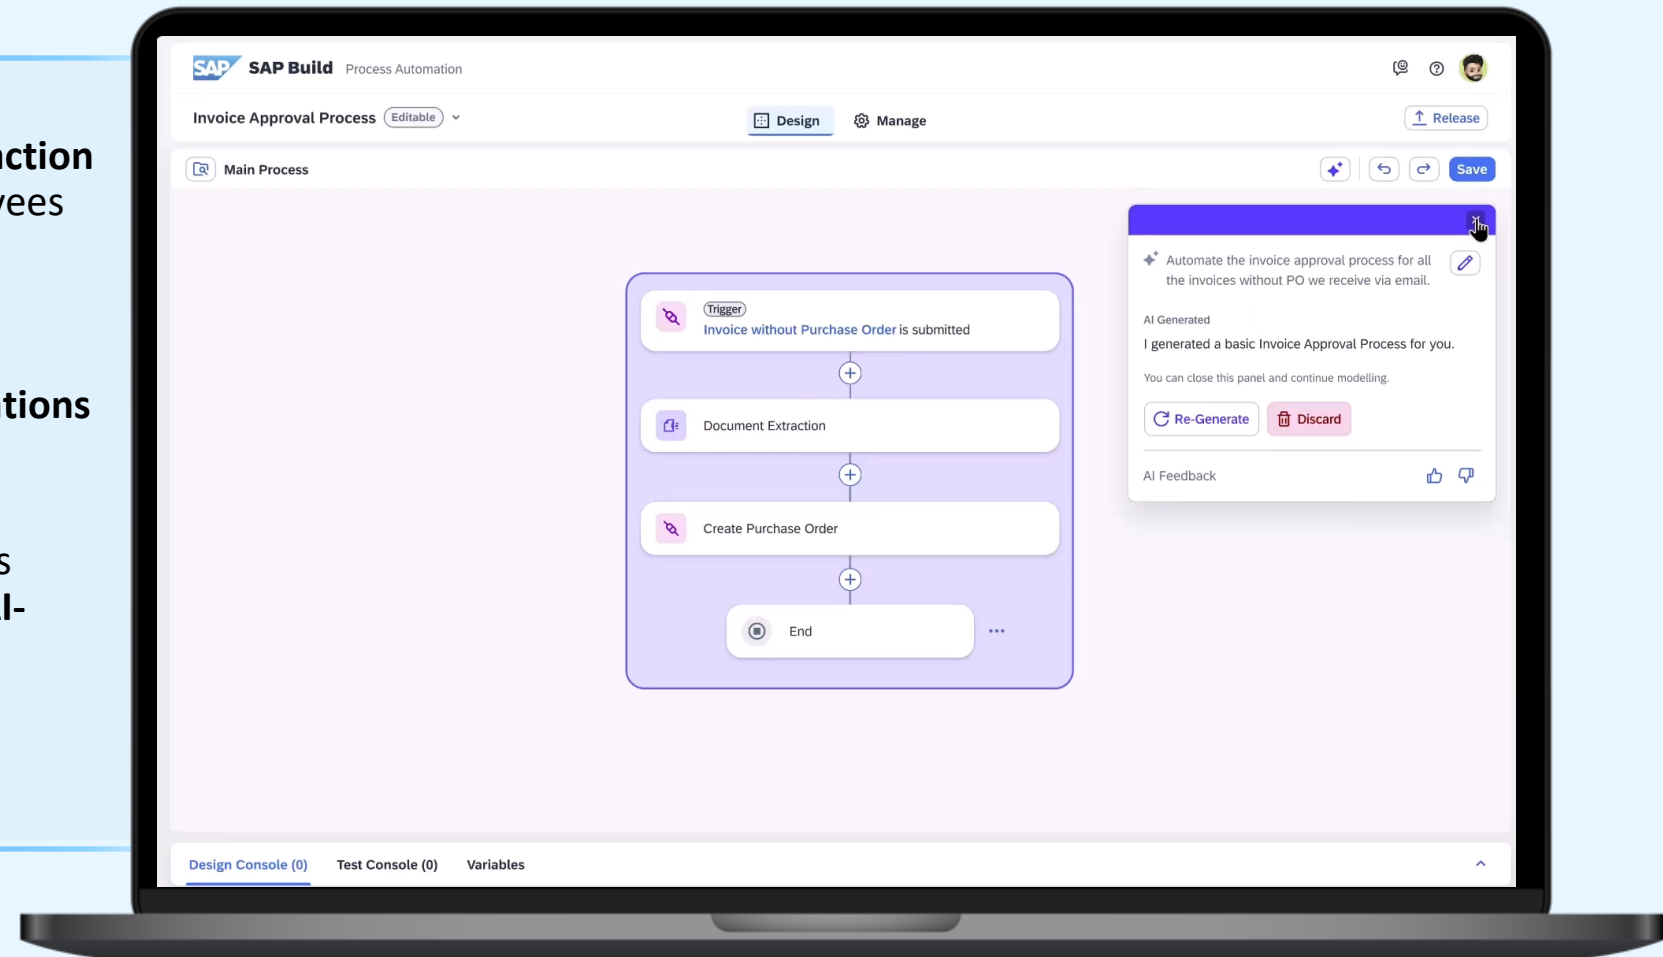 SAP SAP Build Process Automation
Invoice Approval Process Editable
Design Manage
Release
Main Process
Save
Automate the invoice approval process for all
the invoices without PO we receive via email.
AI Generated
I generated a basic Invoice Approval Process for you.
You can close this panel and continue modelling.
Re-Generate Discard
AI Feedback
Trigger
Invoice without Purchase Order is submitted
Document Extraction
Create Purchase Order
End
Design Console (0) Test Console (0) Variables